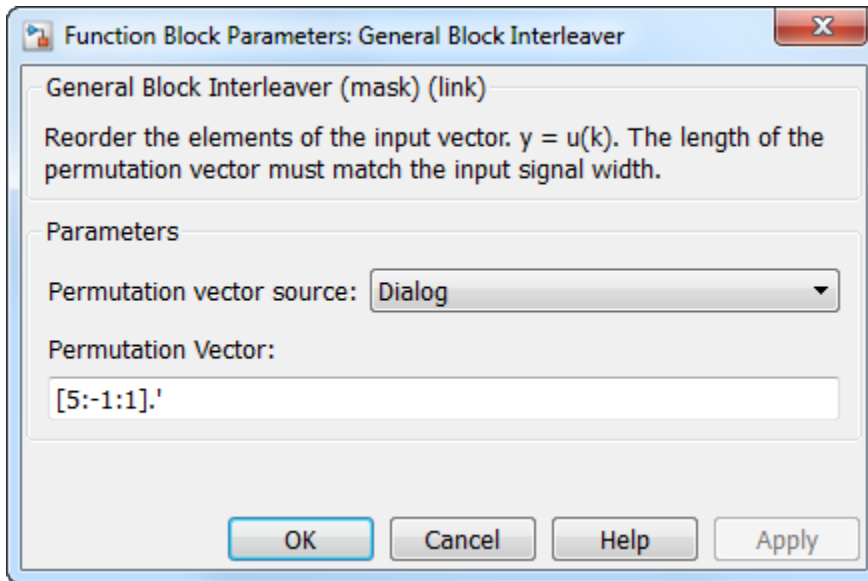 Function Block Parameters: General Block Interleaver
General Block Interleaver (mask) (link)
Reorder the elements of the input vector. y = u(k). The length of the
permutation vector must match the input signal width.
Parameters
Permutation vector source: Dialog
Permutation Vector:
[5:-1:1].'
OK Cancel Help Apply